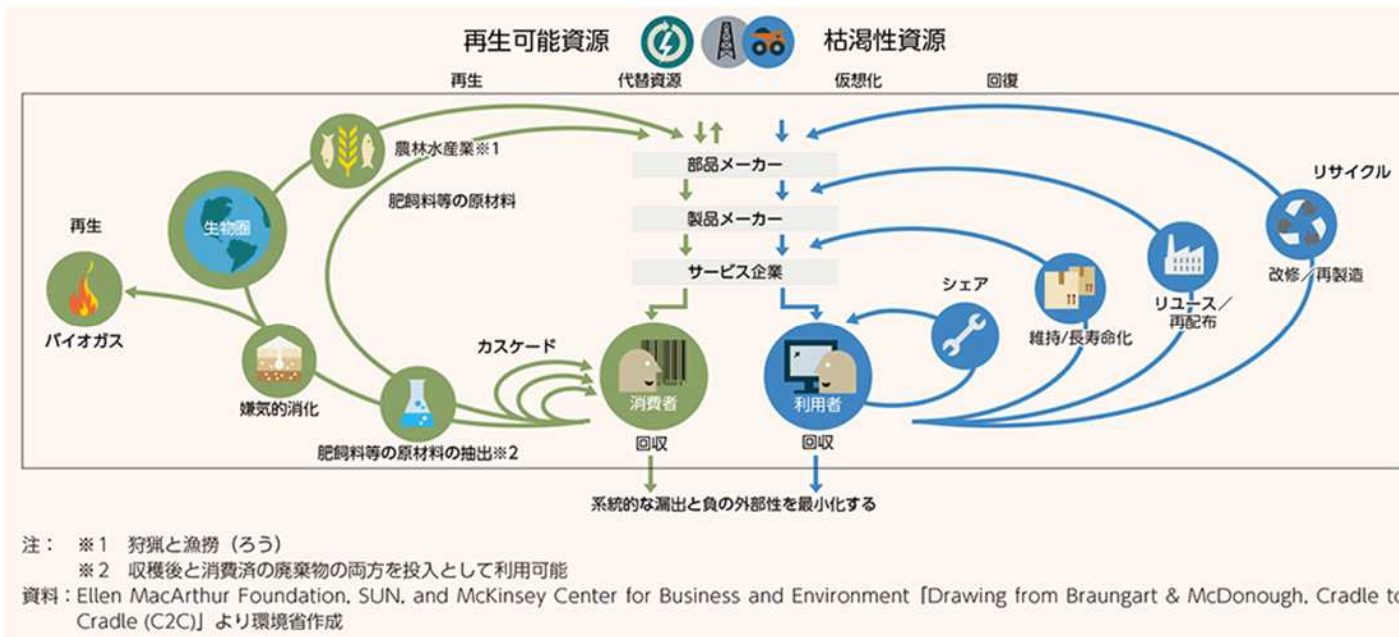 再生可能資源
枯渇性資源
再生
代替資源
仮想化
回復
農林水産業※1
部品メーカー
リサイクル
肥飼料等の原材料
再生
生物圏
製品メーカー
サービス企業
シェア
改修／再製造
リユース／
再配布
バイオガス
カスケード
維持/長寿命化
嫌気的消化
消費者
利用者
肥飼料等の原材料の抽出※2
回収
回収
系統的な漏出と負の外部性を最小化する
注： ※1 狩猟と漁撈（ろう）
※2 収穫後と消費済の廃棄物の両方を投入として利用可能
資料：Ellen MacArthur Foundation, SUN, and McKinsey Center for Business and Environment「Drawing from Braungart & McDonough, Cradle to
Cradle (C2C)」より環境省作成